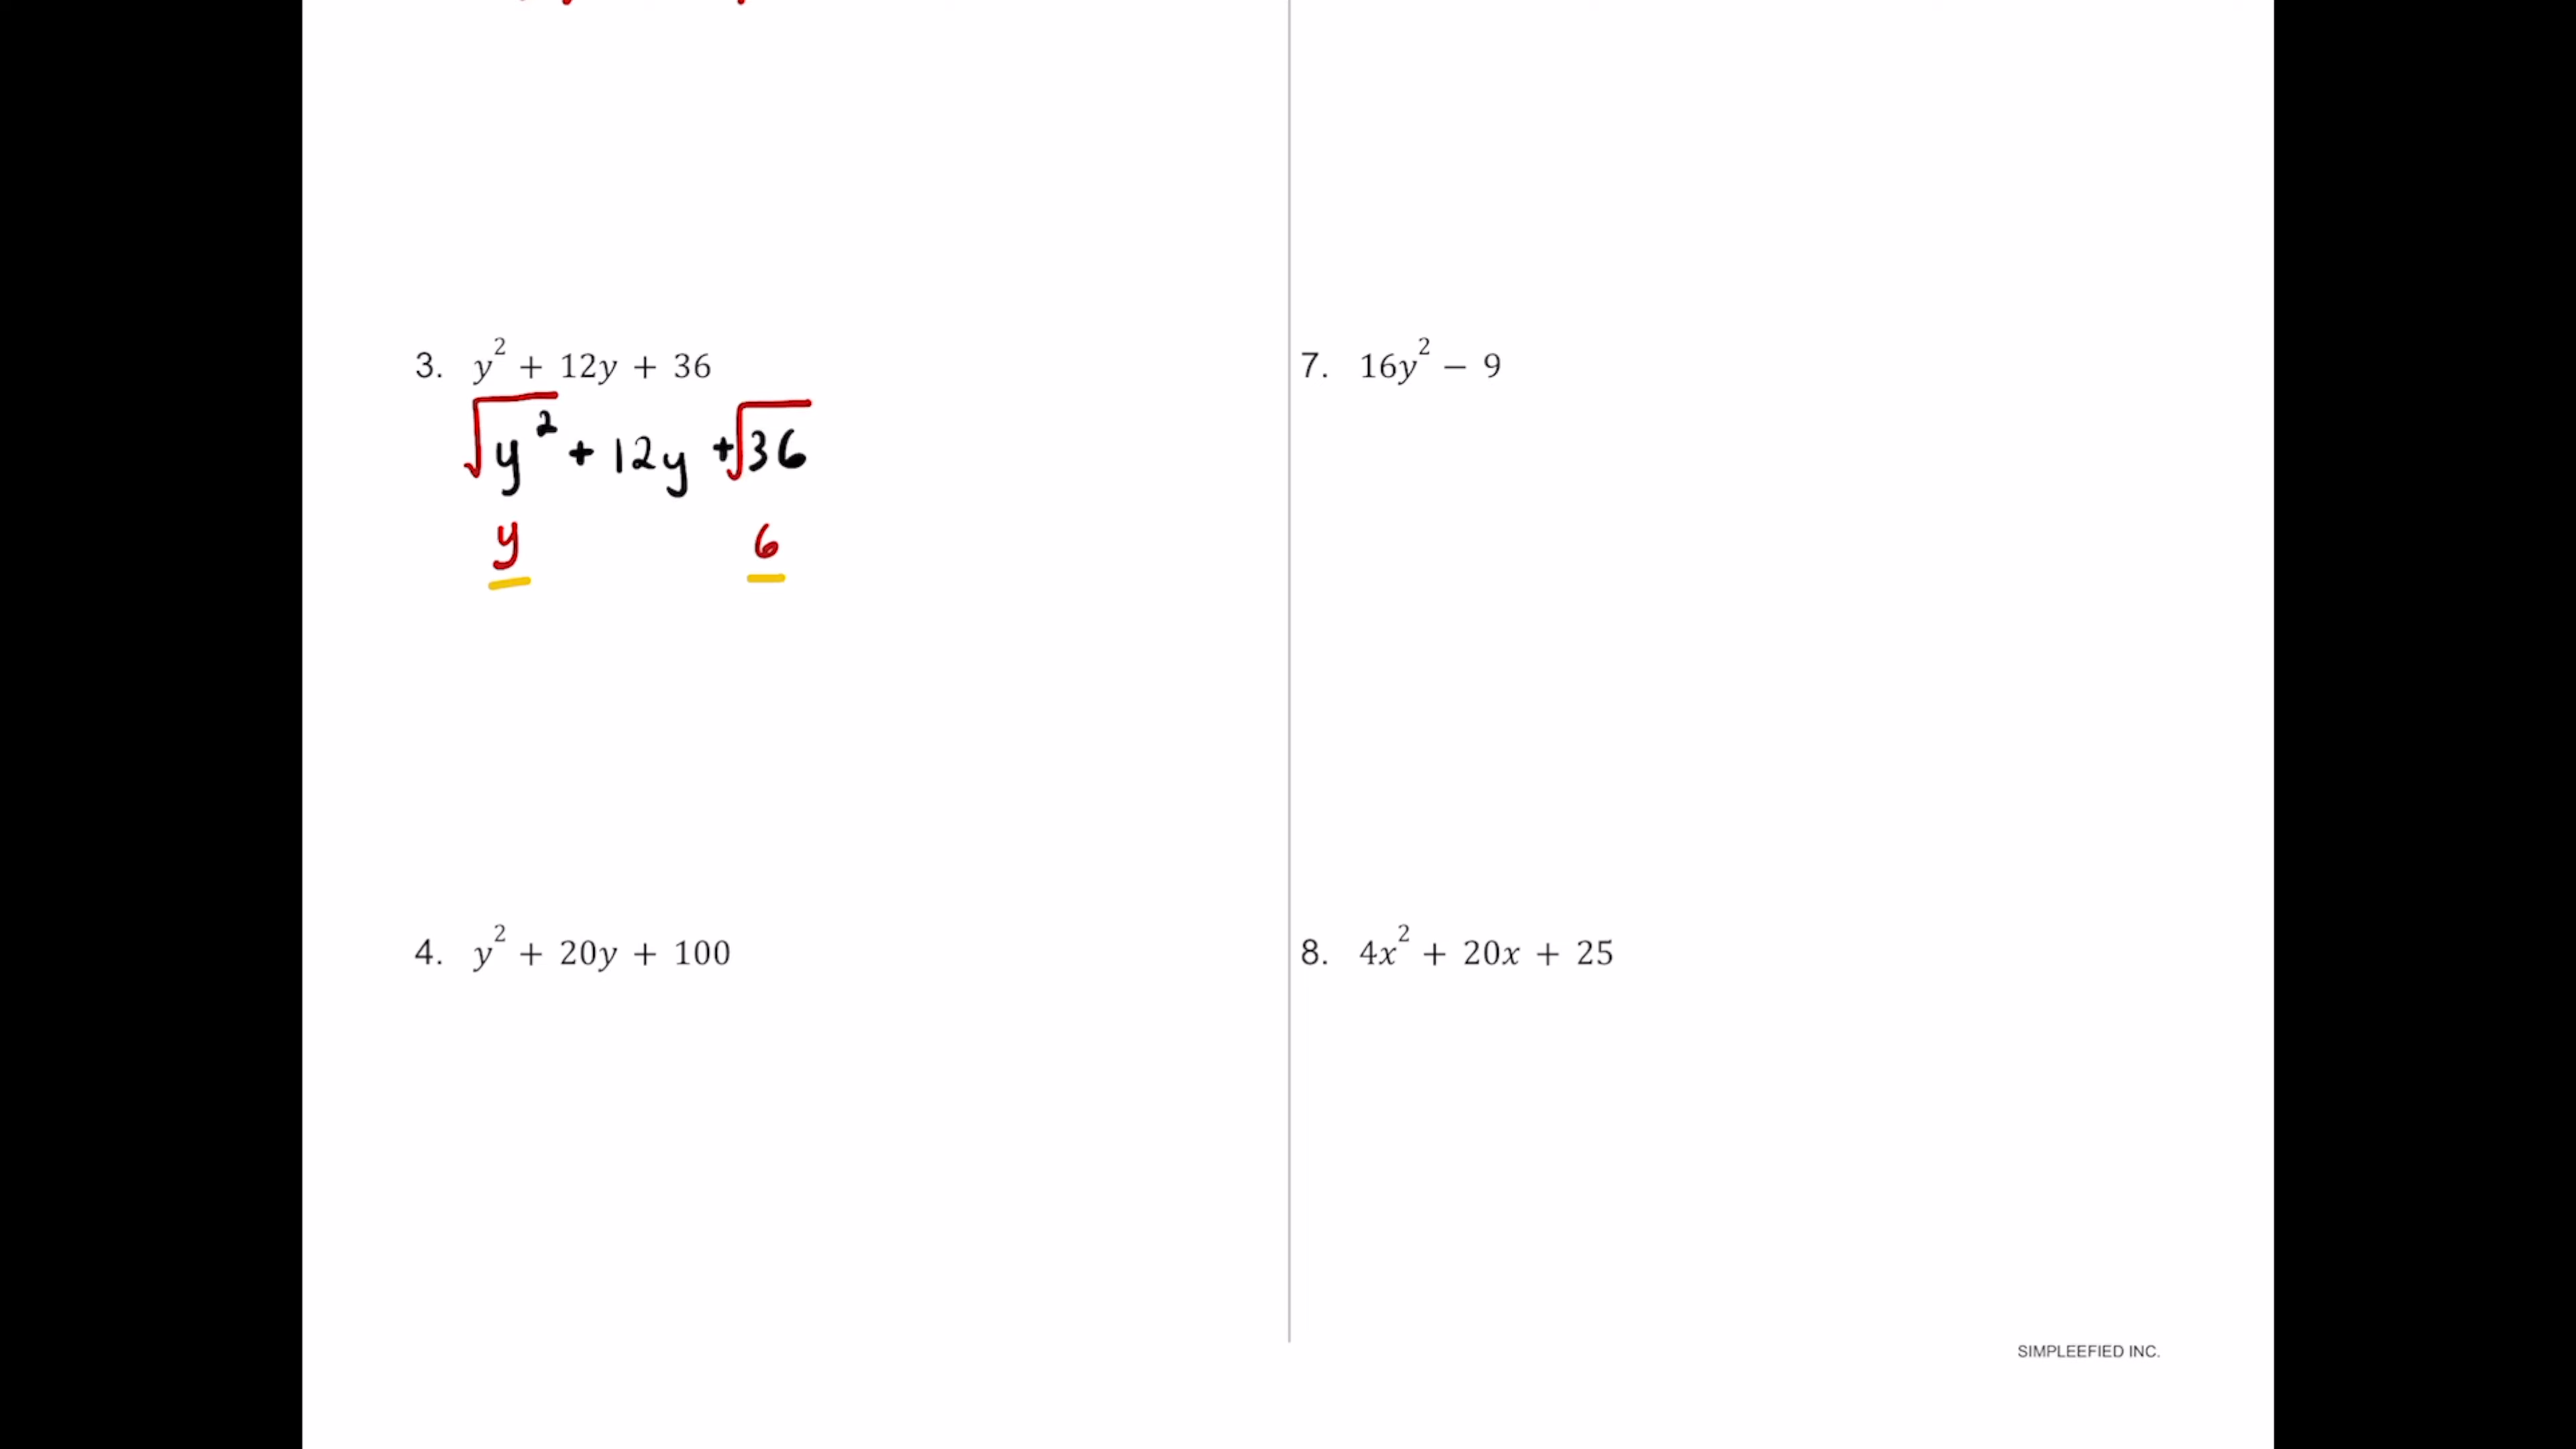 3. y² + 12y + 36
√y² + 12y + √36
y 6
4. y² + 20y + 100
7. 16y² − 9
8. 4x² + 20x + 25
SIMPLEEFIED INC.